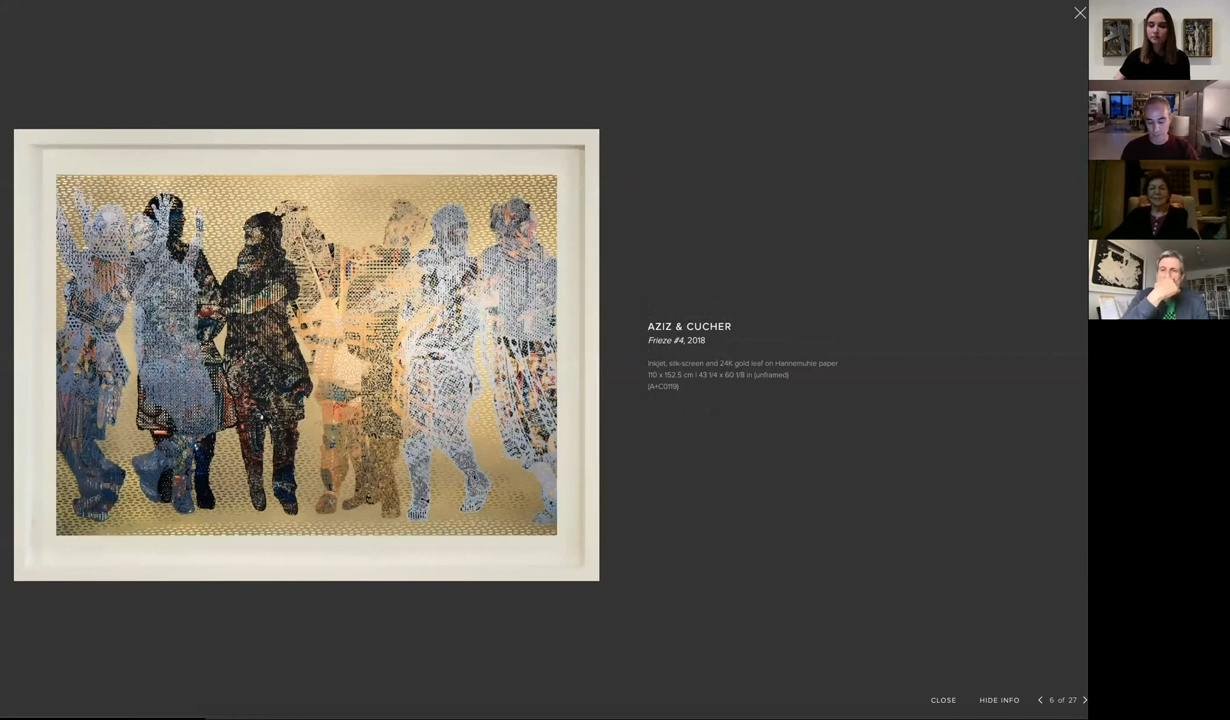 AZIZ & CUCHER
Frieze #4, 2018
Inkjet, silk-screen and 24K gold leaf on Hannemuhle paper
110 x 152.5 cm | 43 1/4 x 60 1/8 in (unframed)
(A+C0119)
CLOSE
HIDE INFO
6 of 27